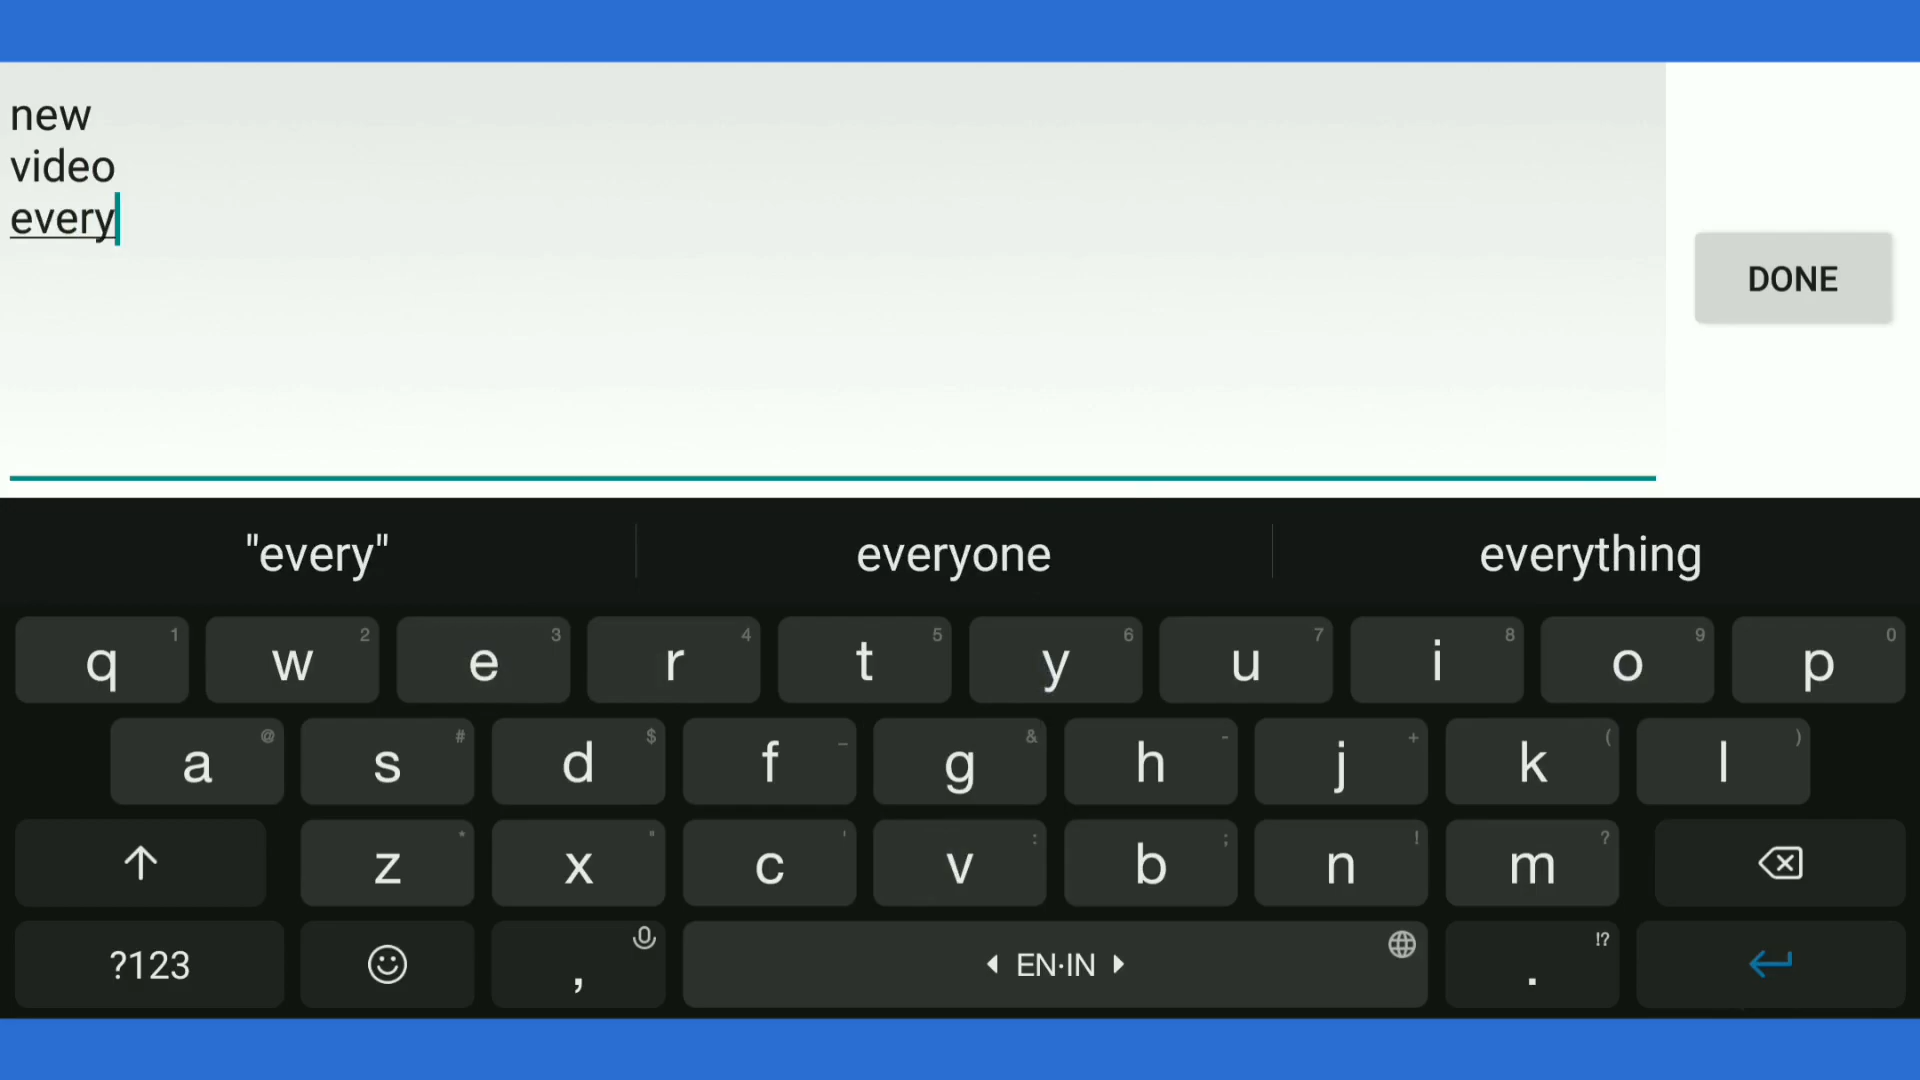 new
video
every
DONE
"every" everyone everything
q 1 w 2 e 3 r 4 t 5 y 6 u 7 i 8 o 9 p 0
a @ s # d $ f _ g & h - j + k ( l )
z * x " c ' v : b ; n ! m ?
?123 , EN·IN . !?